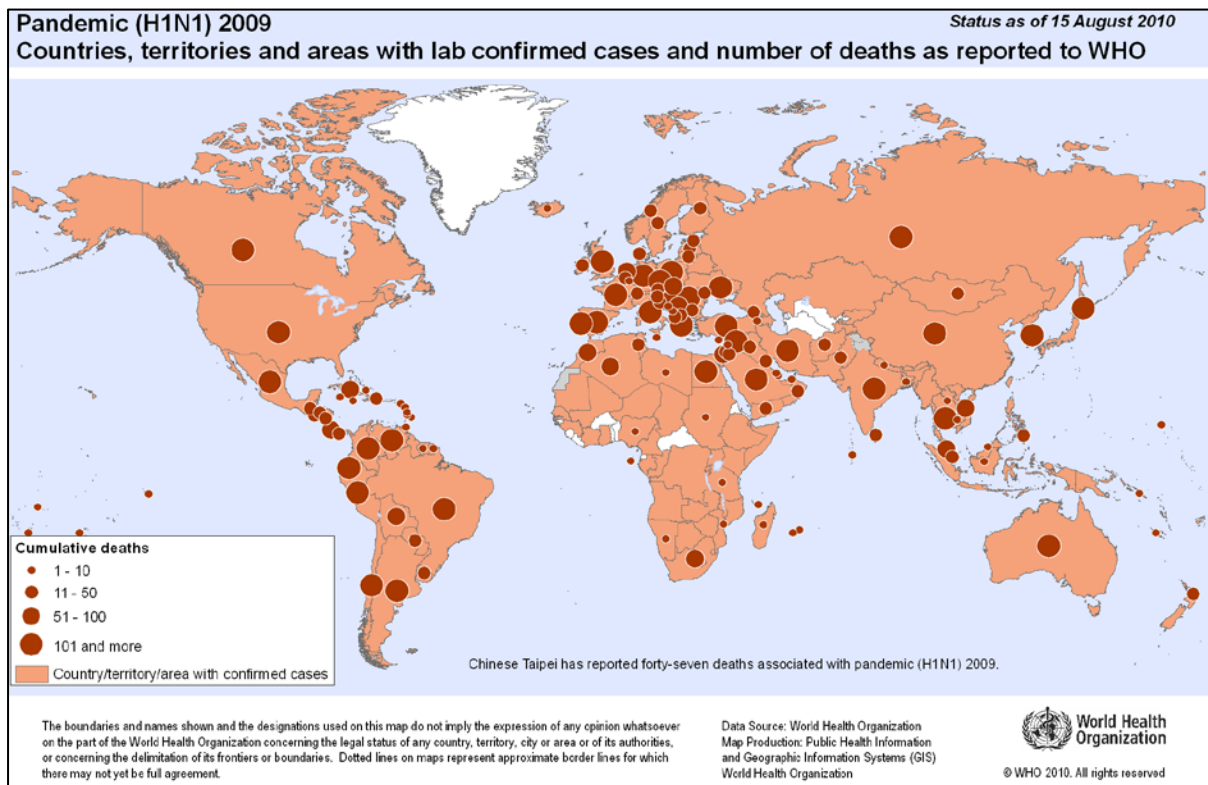 Pandemic (H1N1) 2009
Status as of 15 August 2010
Countries, territories and areas with lab confirmed cases and number of deaths as reported to WHO
Cumulative deaths
1 - 10
11 - 50
51 - 100
101 and more
Country/territory/area with confirmed cases
Chinese Taipei has reported forty-seven deaths associated with pandemic (H1N1) 2009.
The boundaries and names shown and the designations used on this map do not imply the expression of any opinion whatsoever
on the part of the World Health Organization concerning the legal status of any country, territory, city or area or of its authorities,
or concerning the delimitation of its frontiers or boundaries. Dotted lines on maps represent approximate border lines for which
there may not yet be full agreement.
Data Source: World Health Organization
Map Production: Public Health Information
and Geographic Information Systems (GIS)
World Health Organization
World Health
Organization
© WHO 2010. All rights reserved